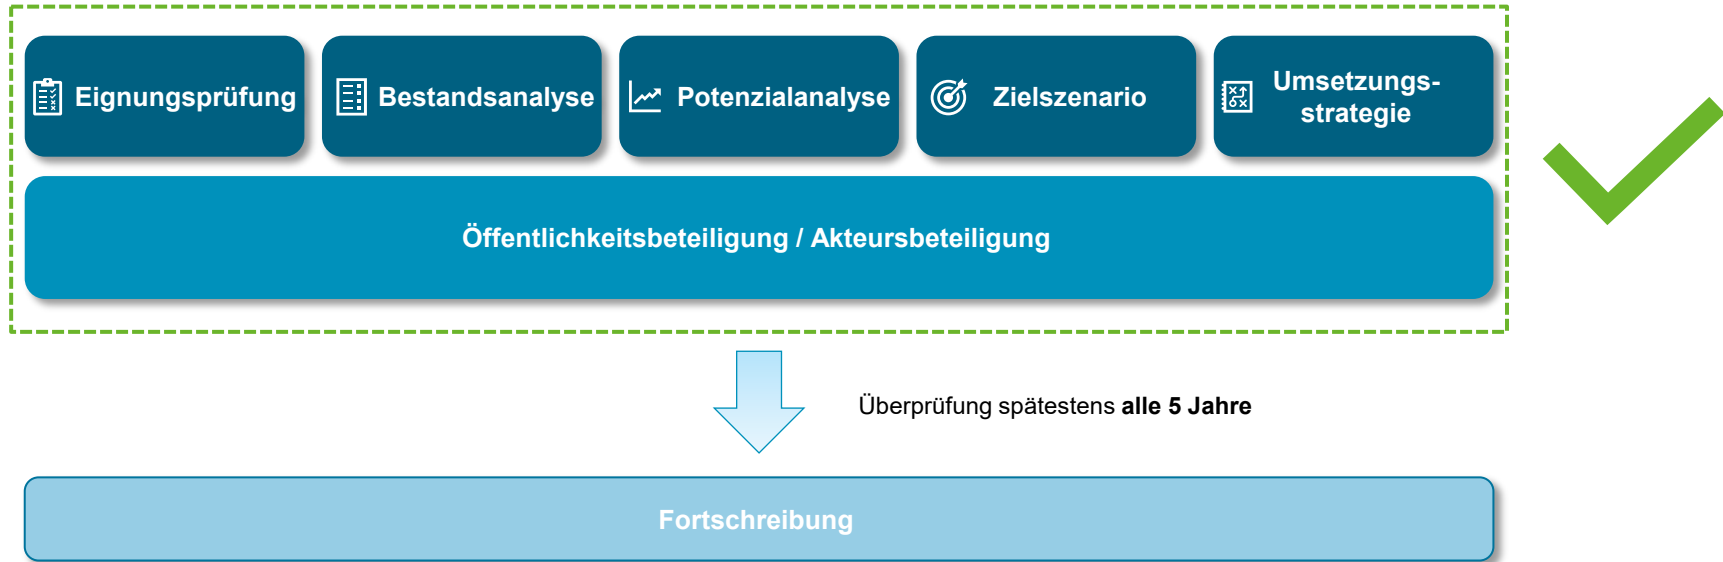 Eignungsprüfung
Bestandsanalyse
Potenzialanalyse
Zielszenario
Umsetzungs-
strategie
Öffentlichkeitsbeteiligung / Akteursbeteiligung
Überprüfung spätestens alle 5 Jahre
Fortschreibung